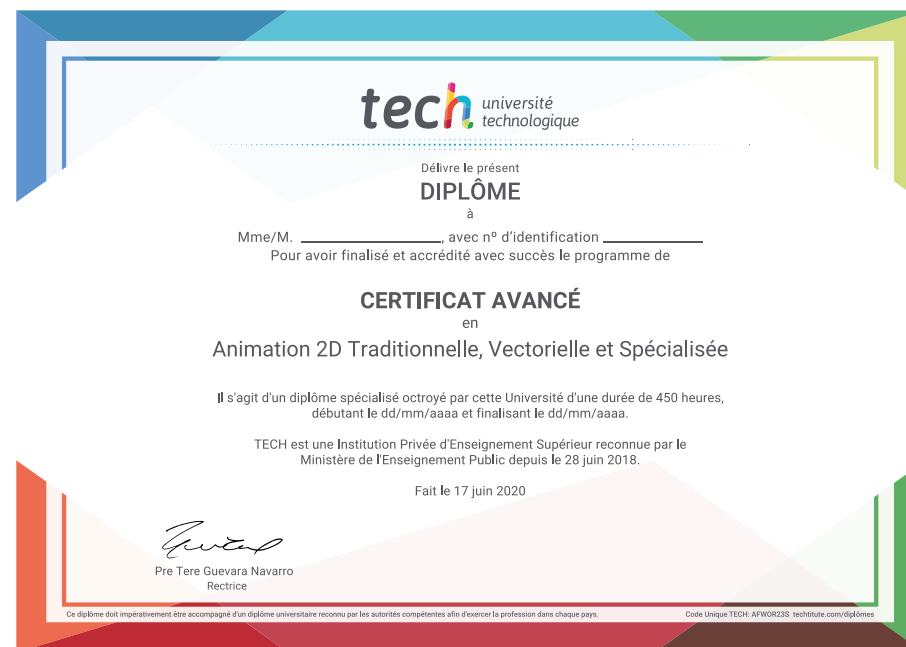 tech université
technologique
Délivre le présent
DIPLÔME
à
Mme/M. ____________________, avec nº d'identification ______________
Pour avoir finalisé et accrédité avec succès le programme de
CERTIFICAT AVANCÉ
en
Animation 2D Traditionnelle, Vectorielle et Spécialisée
Il s'agit d'un diplôme spécialisé octroyé par cette Université d'une durée de 450 heures,
débutant le dd/mm/aaaa et finalisant le dd/mm/aaaa.
TECH est une Institution Privée d'Enseignement Supérieur reconnue par le
Ministère de l'Enseignement Public depuis le 28 juin 2018.
Fait le 17 juin 2020
Pre Tere Guevara Navarro
Rectrice
Ce diplôme doit impérativement être accompagné d'un diplôme universitaire reconnu par les autorités compétentes afin d'exercer la profession dans chaque pays.
Code Unique TECH: AFWOR23S techtitute.com/diplômes